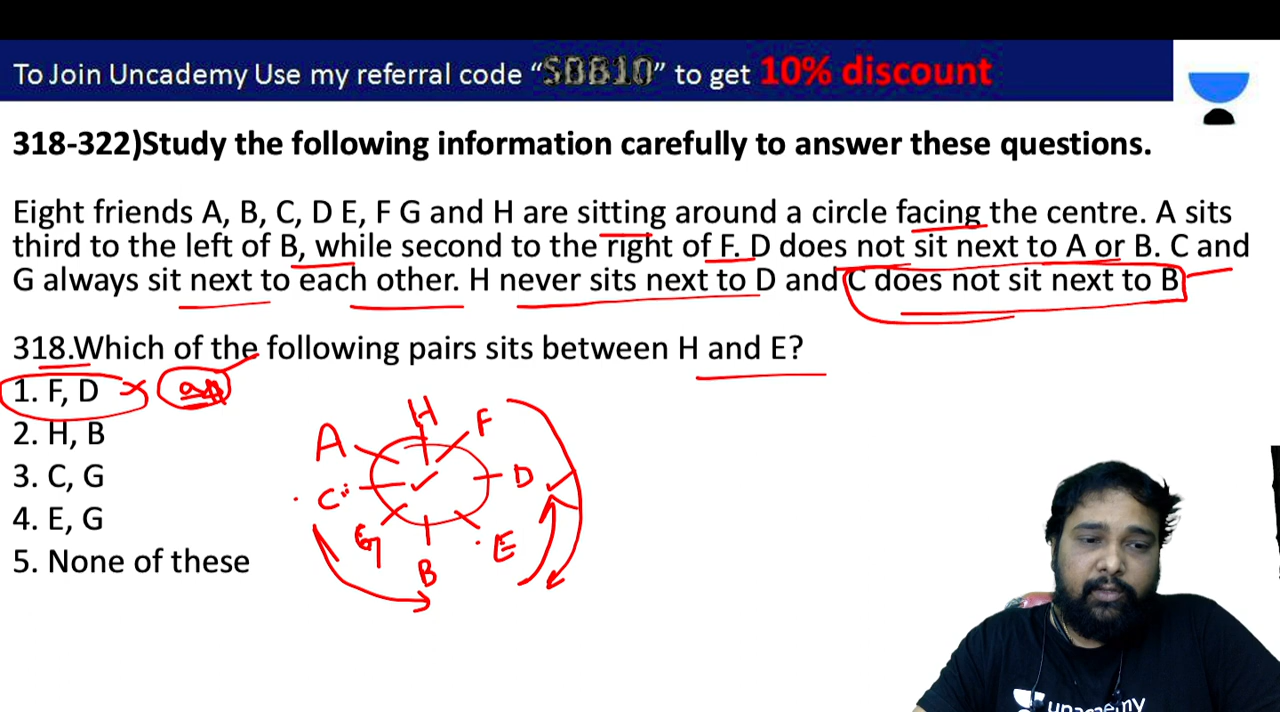 To Join Uncademy Use my referral code “SBB10” to get 10% discount
318-322)Study the following information carefully to answer these questions.
Eight friends A, B, C, D E, F G and H are sitting around a circle facing the centre. A sits
third to the left of B, while second to the right of F. D does not sit next to A or B. C and
G always sit next to each other. H never sits next to D and C does not sit next to B
318.Which of the following pairs sits between H and E?
1. F, D
2. H, B
3. C, G
4. E, G
5. None of these
H
F
A
D
C
G
E
B
unacademy